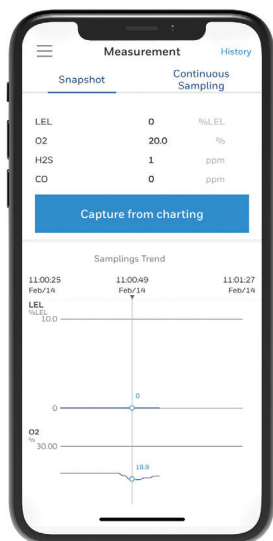 Measurement
History
Snapshot
Continuous
Sampling
LEL 0 %LEL
O2 20.0 %
H2S 1 ppm
CO 0 ppm
Capture from charting
Samplings Trend
11:00:25 11:00:49 11:01:27
Feb/14 Feb/14 Feb/14
LEL
%LEL
10.0
0
0
O2
%
30.00
18.9